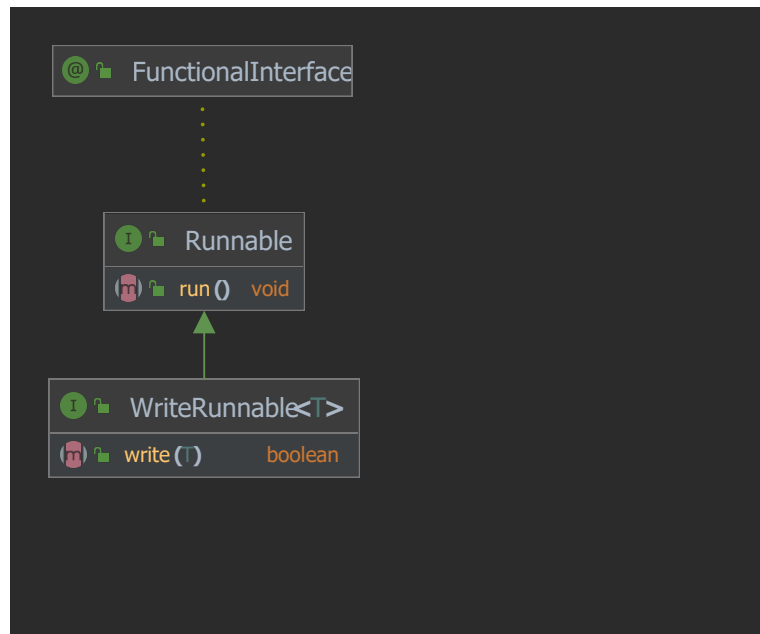 @ FunctionalInterface
I Runnable
m run() void
I WriteRunnable<T>
m write(T) boolean